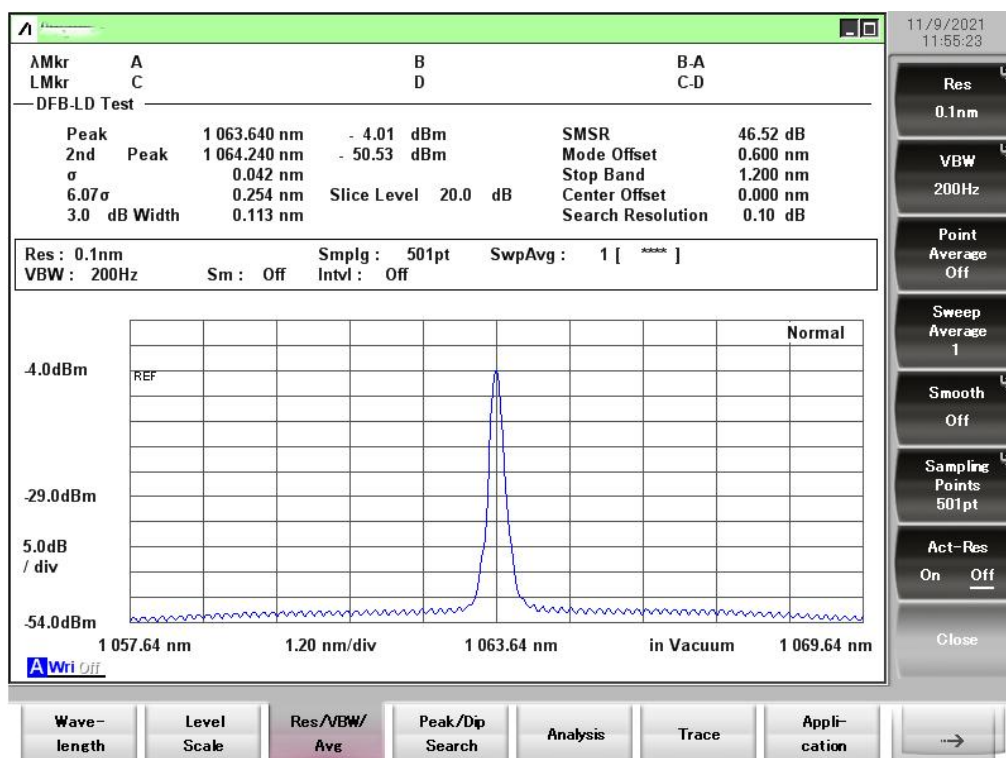 11/9/2021
11:55:23
λMkr A B B-A
LMkr C D C-D
DFB-LD Test
Peak 1 063.640 nm - 4.01 dBm SMSR 46.52 dB
2nd Peak 1 064.240 nm - 50.53 dBm Mode Offset 0.600 nm
σ 0.042 nm Stop Band 1.200 nm
6.07σ 0.254 nm Slice Level 20.0 dB Center Offset 0.000 nm
3.0 dB Width 0.113 nm Search Resolution 0.10 dB
Res : 0.1nm Smplg : 501pt SwpAvg : 1 [ **** ]
VBW : 200Hz Sm : Off Intvl : Off
Normal
-4.0dBm
REF
-29.0dBm
5.0dB
/ div
-54.0dBm
1 057.64 nm 1.20 nm/div 1 063.64 nm in Vacuum 1 069.64 nm
A Wri Off
Res
0.1nm
VBW
200Hz
Point
Average
Off
Sweep
Average
1
Smooth
Off
Sampling
Points
501pt
Act-Res
On Off
Close
Wave-
length
Level
Scale
Res/VBW/
Avg
Peak/Dip
Search
Analysis
Trace
Appli-
cation